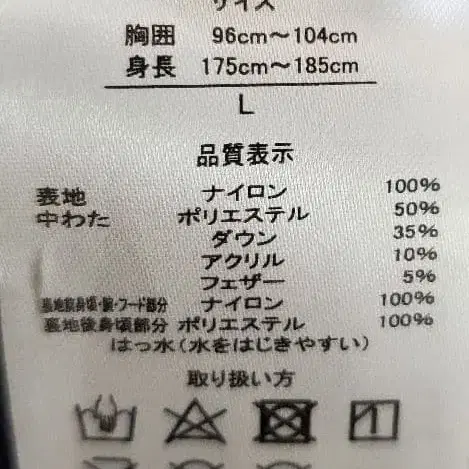 サイズ
胸囲 96cm～104cm
身長 175cm～185cm
L
品質表示
表地 ナイロン 100%
中わた ポリエステル 50%
ダウン 35%
アクリル 10%
フェザー 5%
裏地前身頃・袖・フード部分 ナイロン 100%
裏地後身頃部分 ポリエステル 100%
はっ水(水をはじきやすい)
取り扱い方